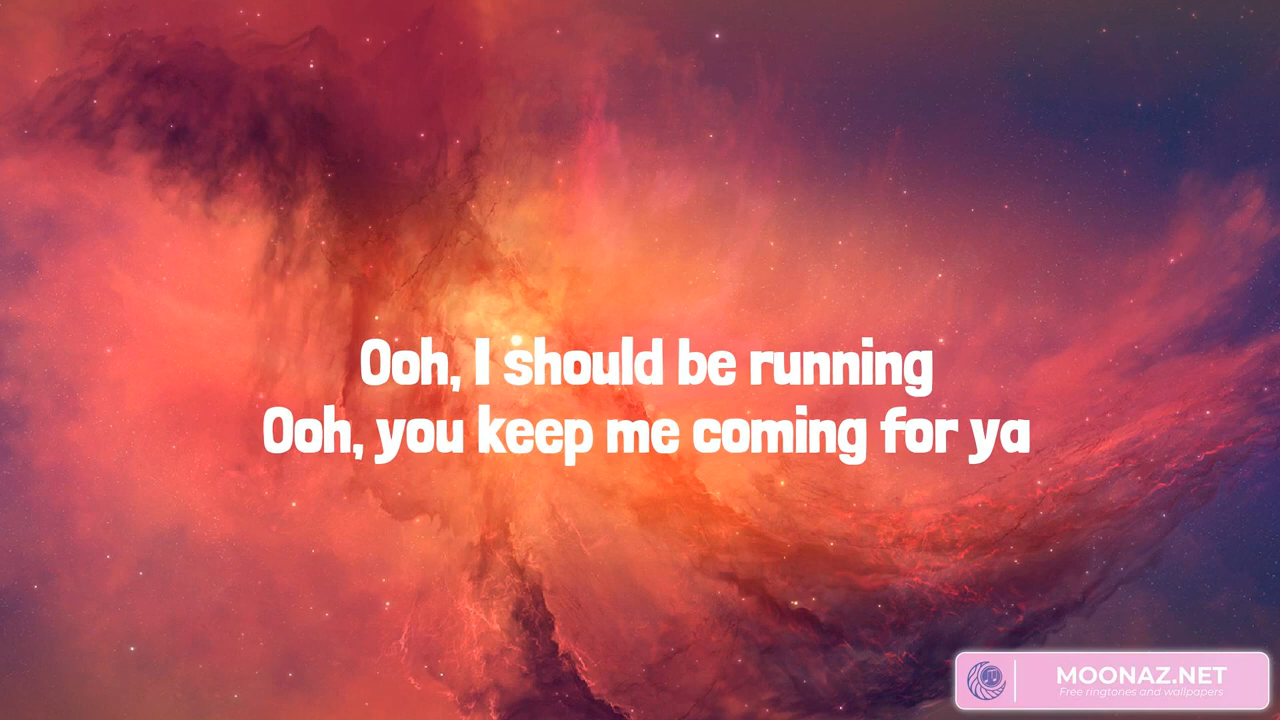 Ooh, I should be running
Ooh, you keep me coming for ya
MOONAZ.NET
Free ringtones and wallpapers